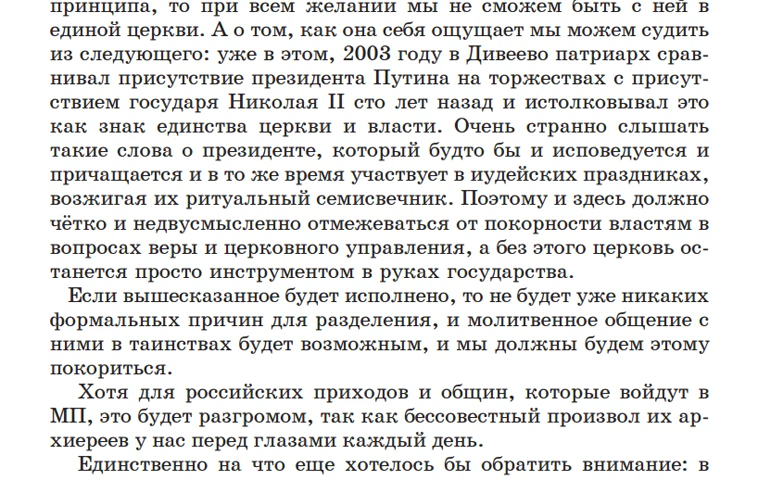 принципа, то при всем желании мы не сможем быть с ней в
единой церкви. А о том, как она себя ощущает мы можем судить
из следующего: уже в этом, 2003 году в Дивеево патриарх срав-
нивал присутствие президента Путина на торжествах с присут-
ствием государя Николая II сто лет назад и истолковывал это
как знак единства церкви и власти. Очень странно слышать
такие слова о президенте, который будто бы и исповедуется и
причащается и в то же время участвует в иудейских праздниках,
возжигая их ритуальный семисвечник. Поэтому и здесь должно
чётко и недвусмысленно отмежеваться от покорности властям в
вопросах веры и церковного управления, а без этого церковь ос-
танется просто инструментом в руках государства.
Если вышесказанное будет исполнено, то не будет уже никаких
формальных причин для разделения, и молитвенное общение с
ними в таинствах будет возможным, и мы должны будем этому
покориться.
Хотя для российских приходов и общин, которые войдут в
МП, это будет разгромом, так как бессовестный произвол их ар-
хиереев у нас перед глазами каждый день.
Единственно на что еще хотелось бы обратить внимание: в